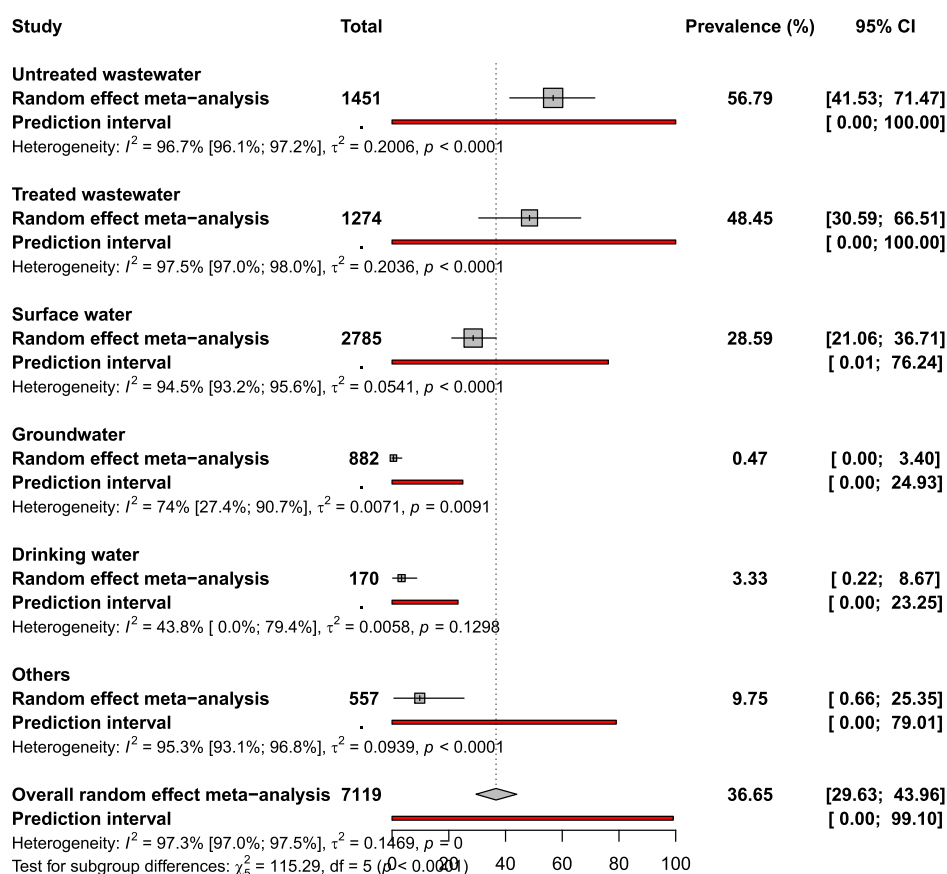 Study Total Prevalence (%) 95% CI
Untreated wastewater
Random effect meta−analysis 1451 56.79 [41.53; 71.47]
Prediction interval . [ 0.00; 100.00]
Heterogeneity: I² = 96.7% [96.1%; 97.2%], τ² = 0.2006, p < 0.0001
Treated wastewater
Random effect meta−analysis 1274 48.45 [30.59; 66.51]
Prediction interval . [ 0.00; 100.00]
Heterogeneity: I² = 97.5% [97.0%; 98.0%], τ² = 0.2036, p < 0.0001
Surface water
Random effect meta−analysis 2785 28.59 [21.06; 36.71]
Prediction interval . [ 0.01; 76.24]
Heterogeneity: I² = 94.5% [93.2%; 95.6%], τ² = 0.0541, p < 0.0001
Groundwater
Random effect meta−analysis 882 0.47 [ 0.00; 3.40]
Prediction interval . [ 0.00; 24.93]
Heterogeneity: I² = 74% [27.4%; 90.7%], τ² = 0.0071, p = 0.0091
Drinking water
Random effect meta−analysis 170 3.33 [ 0.22; 8.67]
Prediction interval . [ 0.00; 23.25]
Heterogeneity: I² = 43.8% [ 0.0%; 79.4%], τ² = 0.0058, p = 0.1298
Others
Random effect meta−analysis 557 9.75 [ 0.66; 25.35]
Prediction interval . [ 0.00; 79.01]
Heterogeneity: I² = 95.3% [93.1%; 96.8%], τ² = 0.0939, p < 0.0001
Overall random effect meta−analysis 7119 36.65 [29.63; 43.96]
Prediction interval [ 0.00; 99.10]
Heterogeneity: I² = 97.3% [97.0%; 97.5%], τ² = 0.1469, p = 0
Test for subgroup differences: χ²₅ = 115.29, df = 5 (p < 0.0001)
0 20 40 60 80 100